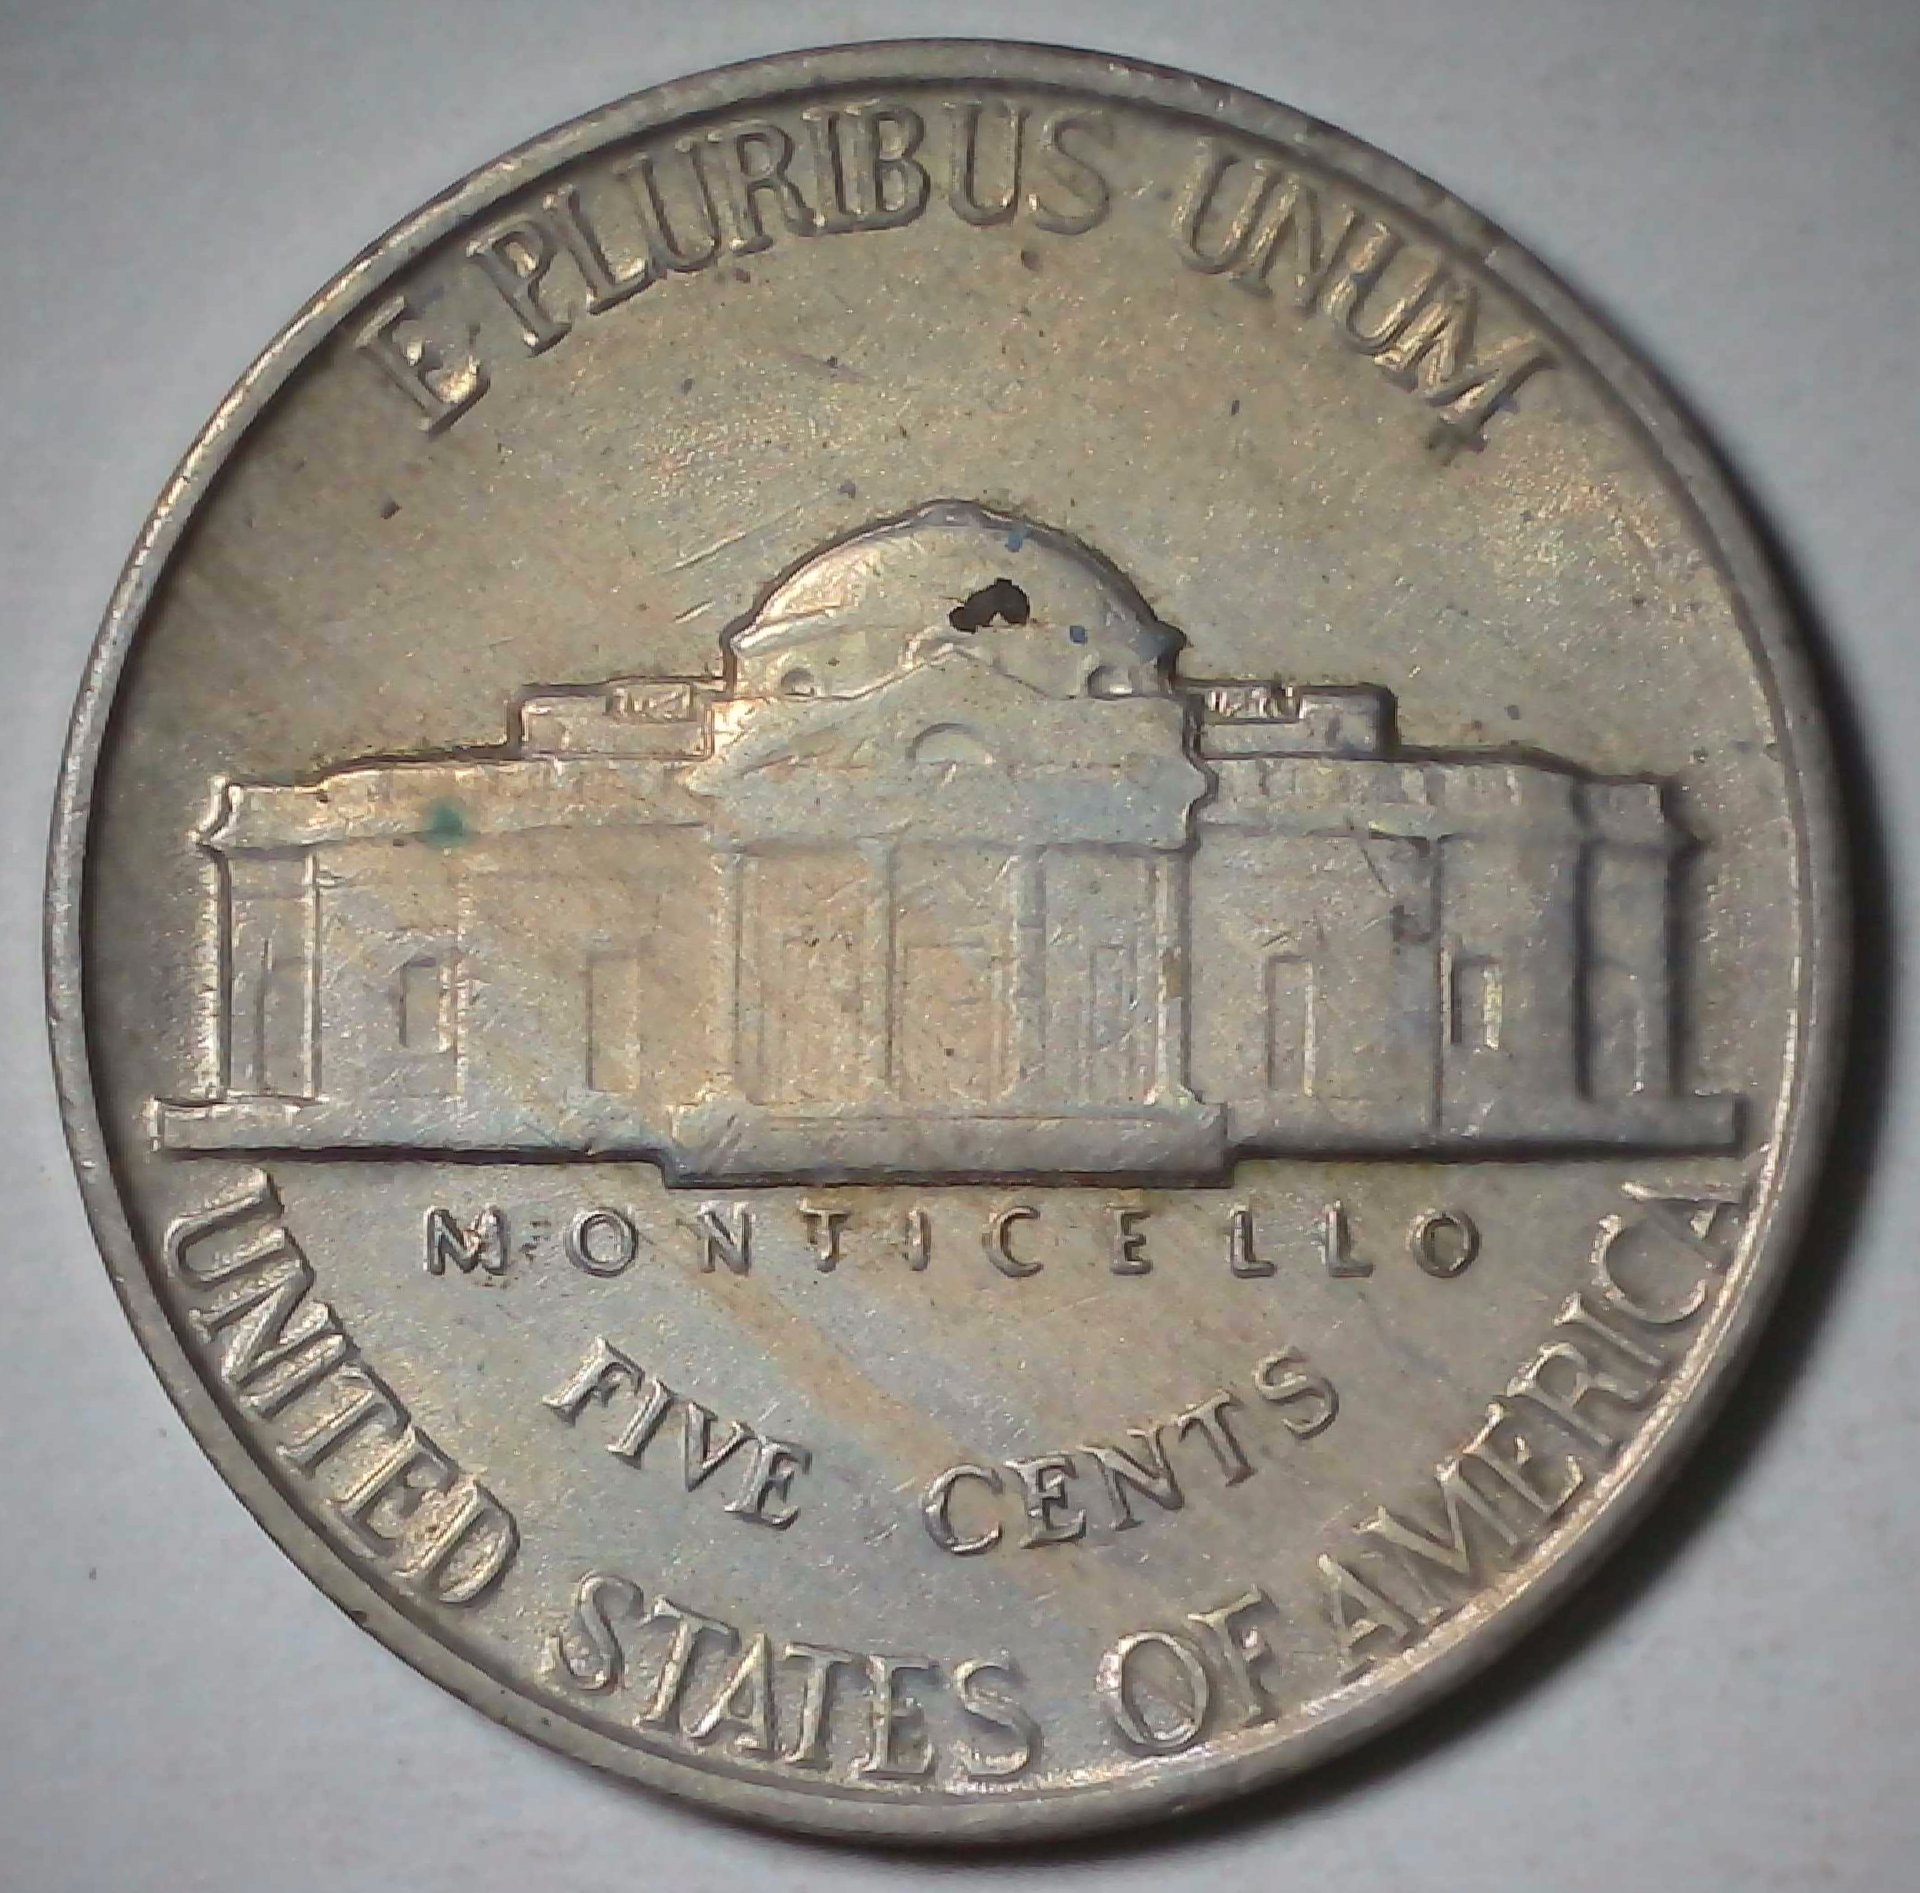 E PLURIBUS UNUM
MONTICELLO
FIVE CENTS
UNITED STATES OF AMERICA